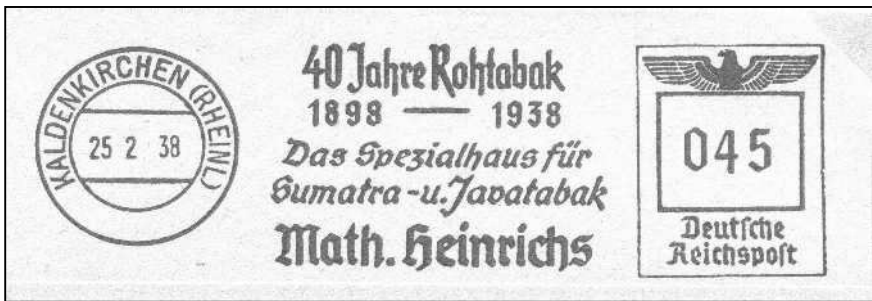 KALDENKIRCHEN (RHEINL)
25 2 38
40 Jahre Rohtabak
1898 — 1938
Das Spezialhaus für
Sumatra-u. Javatabak
Math. Heinrichs
045
Deutsche
Reichspost